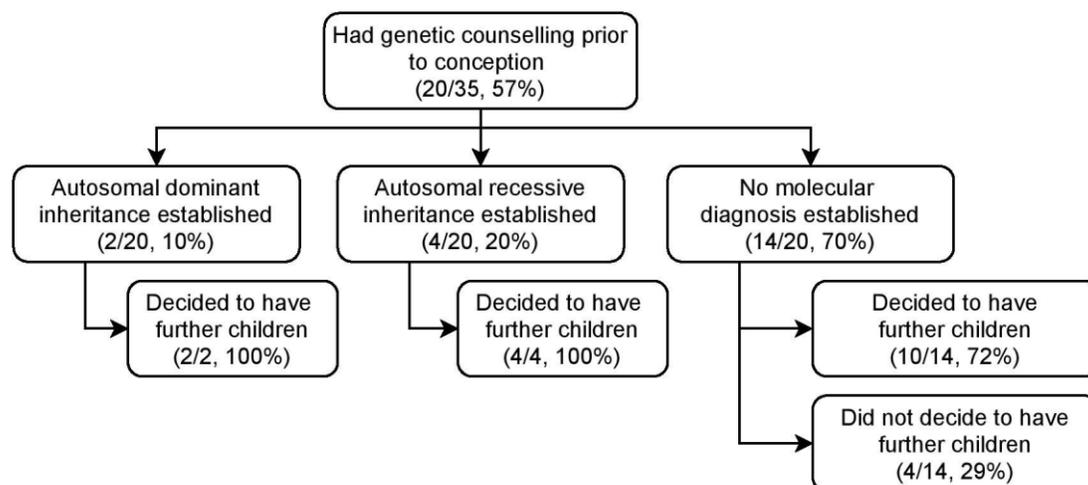 Had genetic counselling prior
to conception
(20/35, 57%)
Autosomal dominant
inheritance established
(2/20, 10%)
Autosomal recessive
inheritance established
(4/20, 20%)
No molecular
diagnosis established
(14/20, 70%)
Decided to have
further children
(2/2, 100%)
Decided to have
further children
(4/4, 100%)
Decided to have
further children
(10/14, 72%)
Did not decide to have
further children
(4/14, 29%)